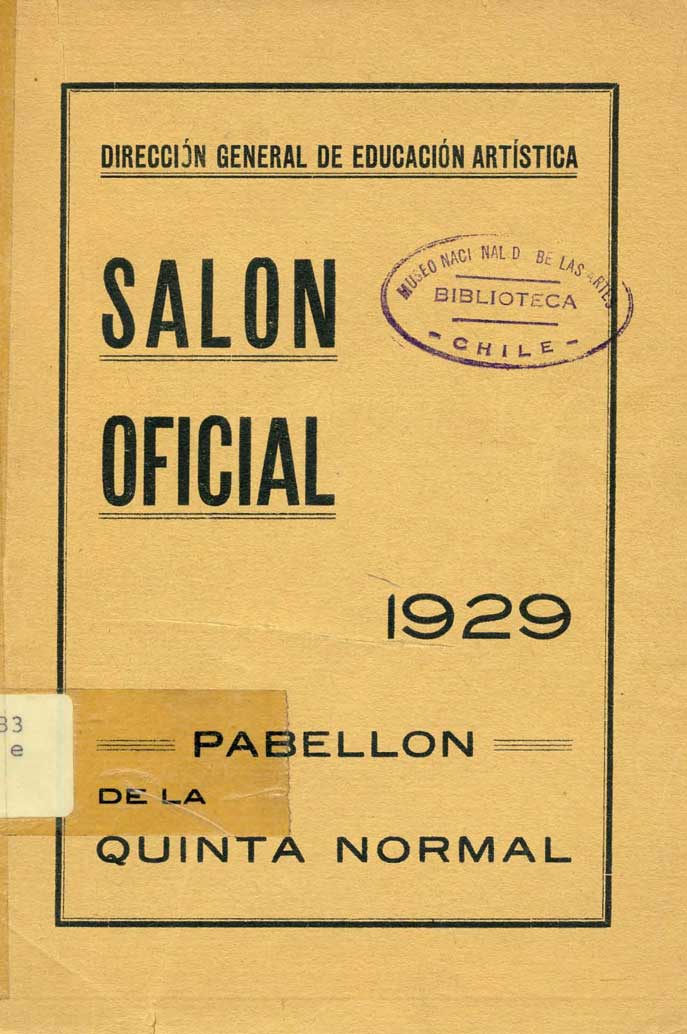 DIRECCIÓN GENERAL DE EDUCACIÓN ARTÍSTICA
SALON
MUSEO NACI NAL D BE LAS ARTES
BIBLIOTECA
- CHILE -
OFICIAL
1929
33
e
PABELLON
DE LA
QUINTA NORMAL